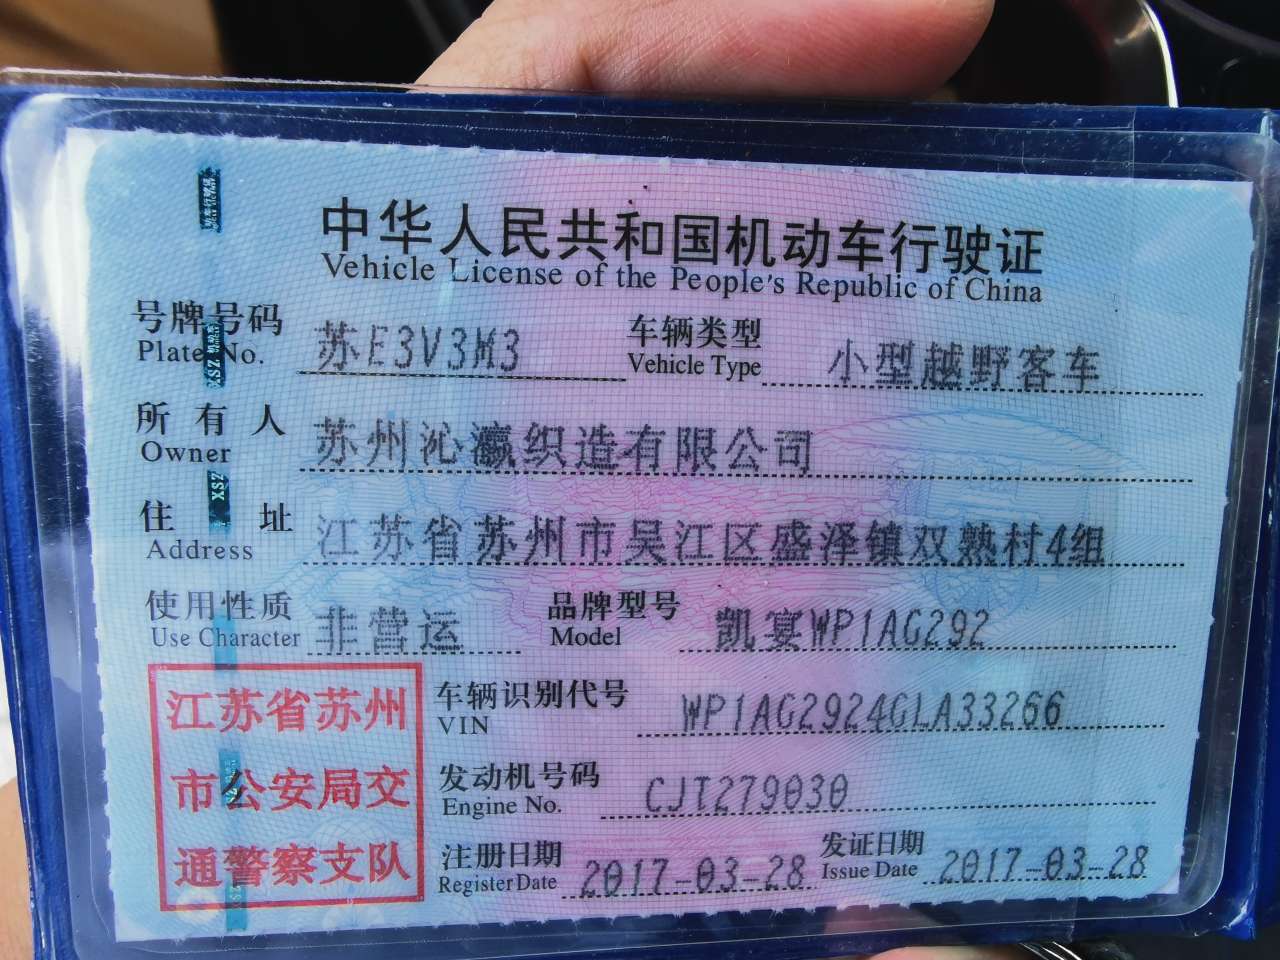 中华人民共和国机动车行驶证
Vehicle License of the People's Republic of China
号牌号码 苏E3V3M3 车辆类型 小型越野客车
Plate No. Vehicle Type
所有人 苏州沁瀛织造有限公司
Owner
住址 江苏省苏州市吴江区盛泽镇双熟村4组
Address
使用性质 非营运 品牌型号 凯宴WP1AG292
Use Character Model
江苏省苏州
市公安局交
通警察支队
车辆识别代号 WP1AG2924GLA33266
VIN
发动机号码 CJT279030
Engine No.
注册日期 2017-03-28 发证日期 2017-03-28
Register Date Issue Date
XSZ
XSZ